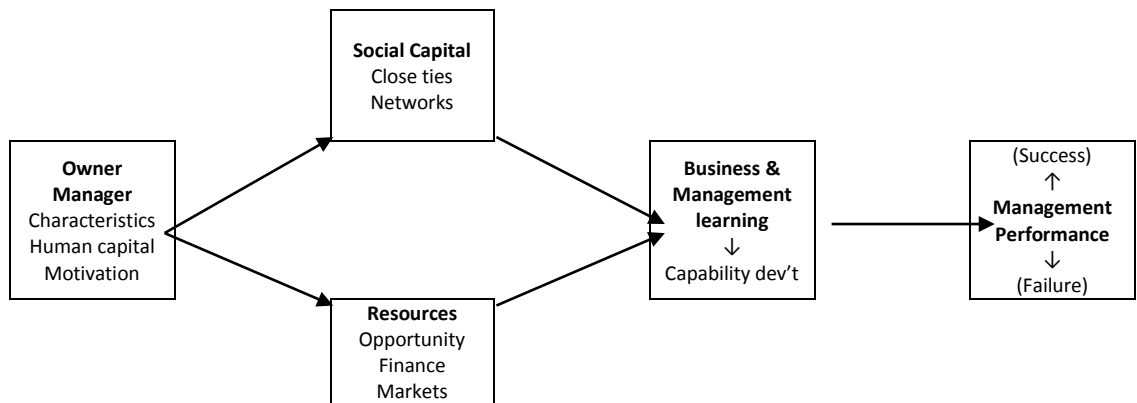 Social Capital
Close ties
Networks
Owner
Manager
Characteristics
Human capital
Motivation
Business &
Management
learning
↓
Capability dev’t
(Success)
↑
Management
Performance
↓
(Failure)
Resources
Opportunity
Finance
Markets